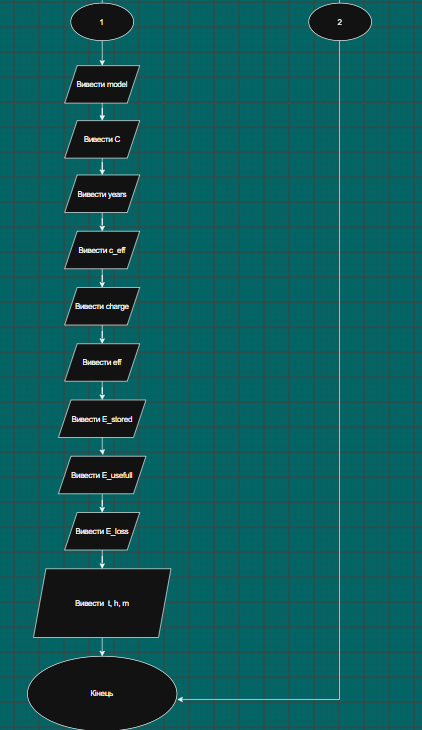 1
2
Вивести model
Вивести C
Вивести years
Вивести c_eff
Вивести charge
Вивести eff
Вивести E_stored
Вивести E_usefull
Вивести E_loss
Вивести t, h, m
Кінець